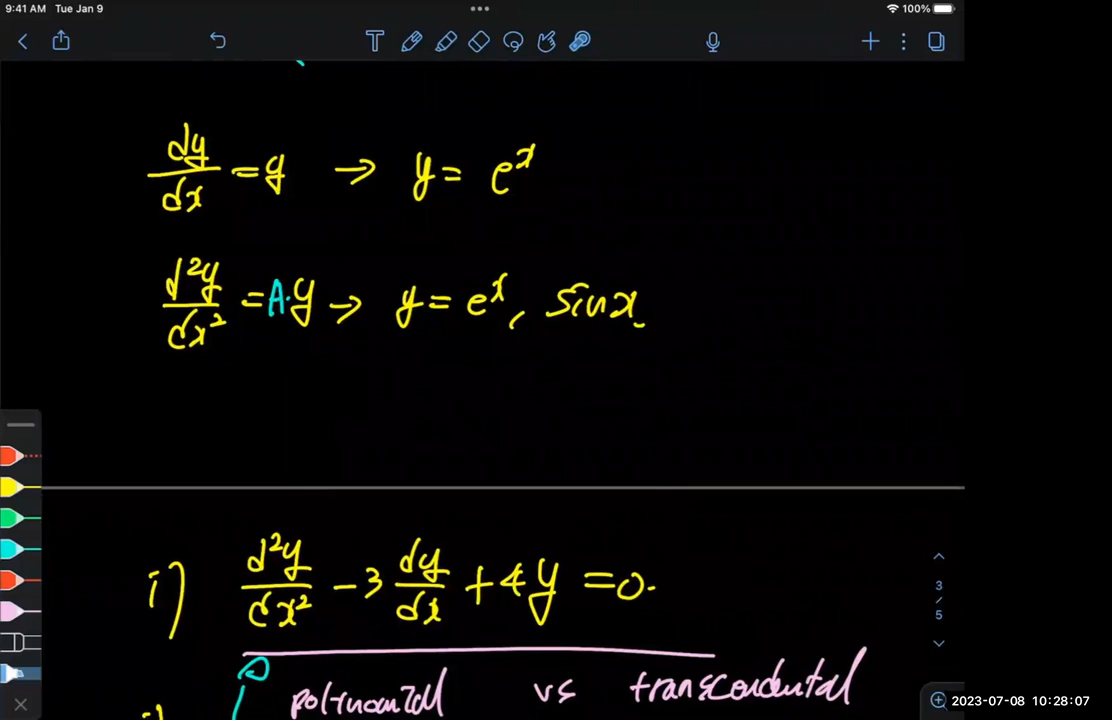 9:41 AM Tue Jan 9
100%
dy/dx = y → y = e^x
d²y/dx² = A·y → y = e^x, sin x.
i) d²y/dx² - 3 dy/dx + 4y = 0.
3 / 5
vs transcendental
2023-07-08 10:28:07